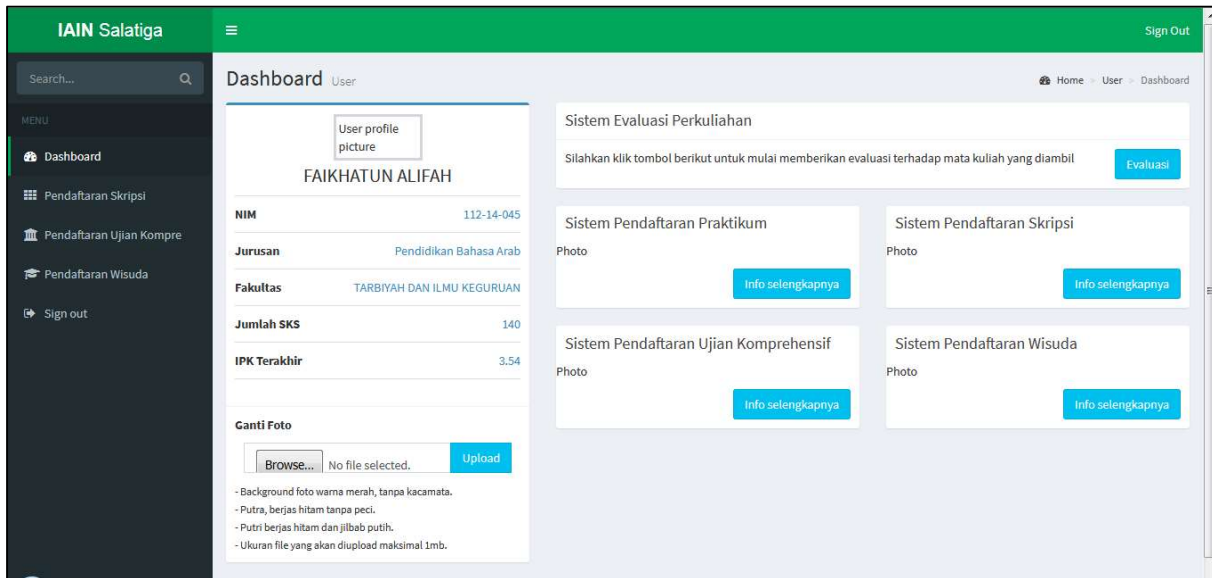 IAIN Salatiga
Sign Out
Search...
MENU
Dashboard
Pendaftaran Skripsi
Pendaftaran Ujian Kompre
Pendaftaran Wisuda
Sign out
Dashboard User
Home > User > Dashboard
User profile
picture
FAIKHATUN ALIFAH
NIM 112-14-045
Jurusan Pendidikan Bahasa Arab
Fakultas TARBIYAH DAN ILMU KEGURUAN
Jumlah SKS 140
IPK Terakhir 3.54
Ganti Foto
Browse... No file selected. Upload
- Background foto warna merah, tanpa kacamata.
- Putra, berjas hitam tanpa peci.
- Putri berjas hitam dan jilbab putih.
- Ukuran file yang akan diupload maksimal 1mb.
Sistem Evaluasi Perkuliahan
Silahkan klik tombol berikut untuk mulai memberikan evaluasi terhadap mata kuliah yang diambil Evaluasi
Sistem Pendaftaran Praktikum
Photo
Info selengkapnya
Sistem Pendaftaran Skripsi
Photo
Info selengkapnya
Sistem Pendaftaran Ujian Komprehensif
Photo
Info selengkapnya
Sistem Pendaftaran Wisuda
Photo
Info selengkapnya